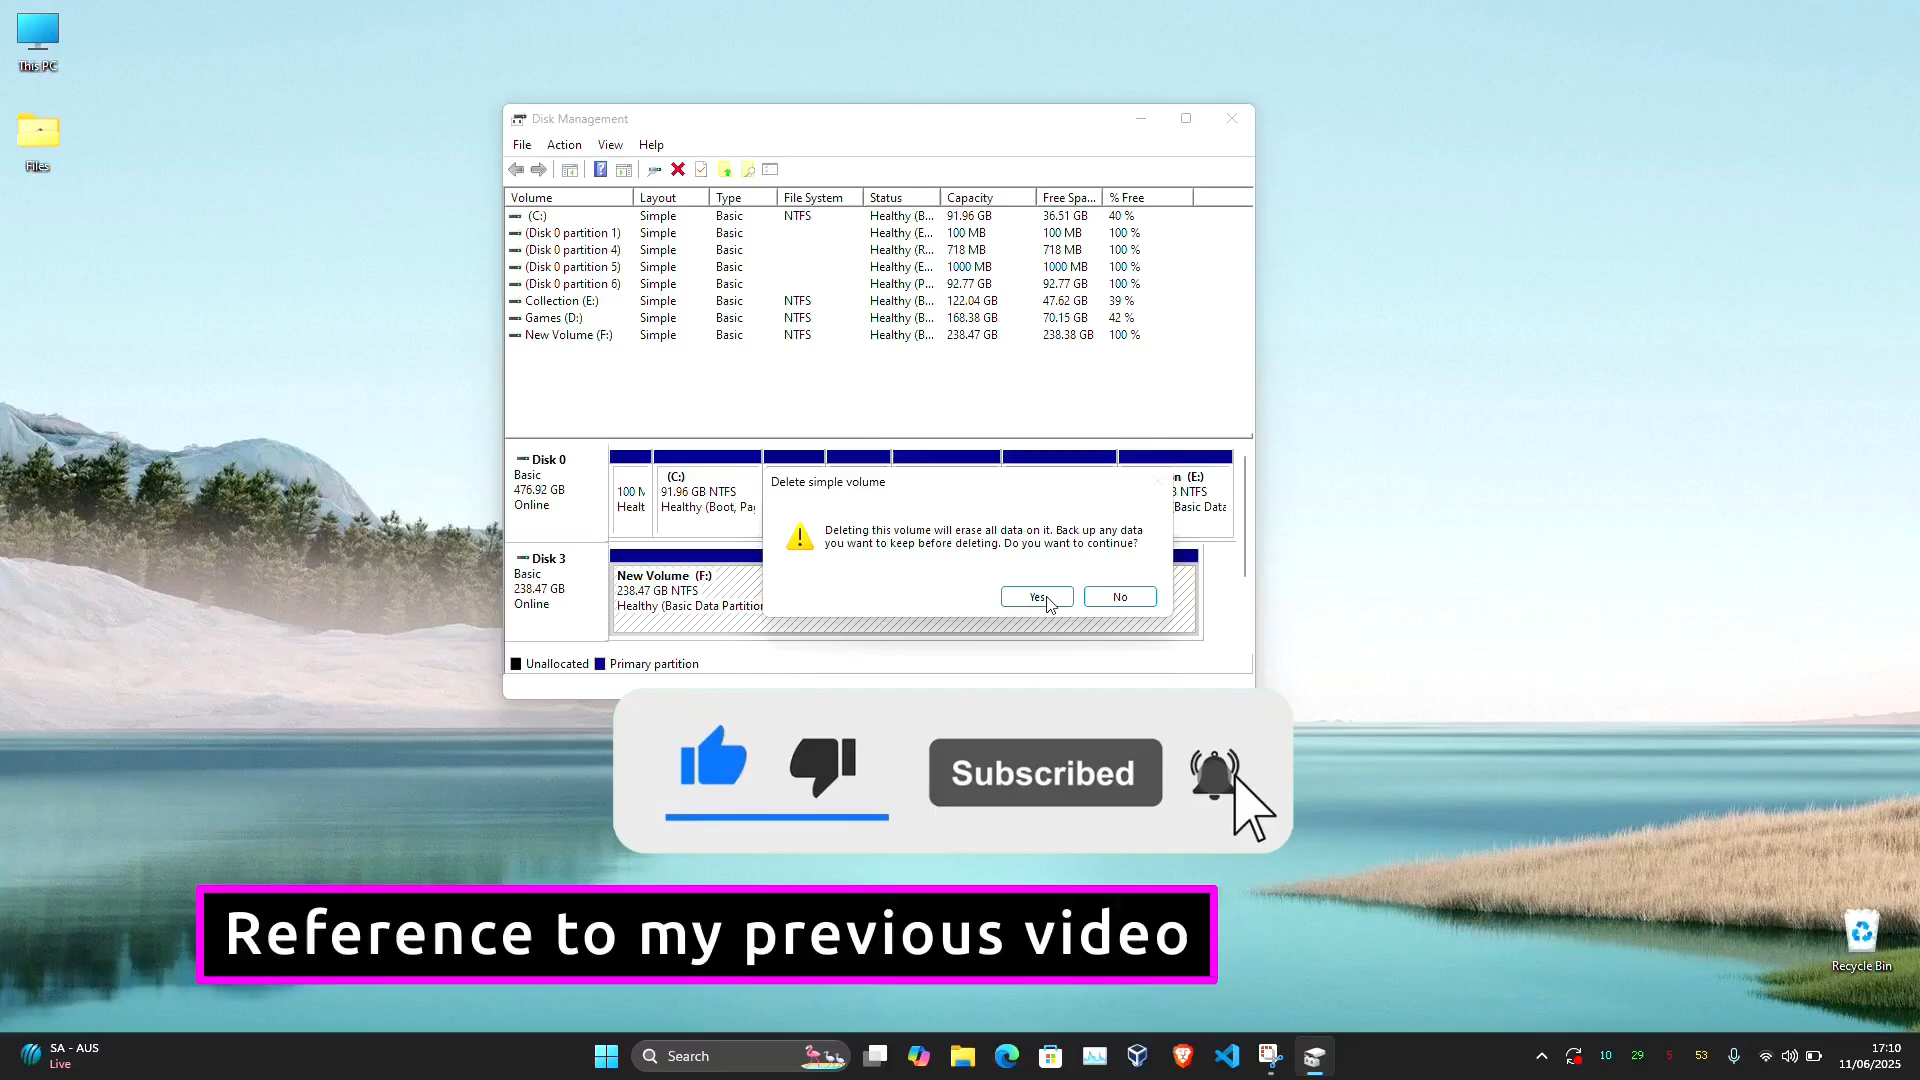 This PC
Files
Disk Management
File Action View Help
Volume Layout Type File System Status Capacity Free Spa... % Free
(C:) Simple Basic NTFS Healthy (B... 91.96 GB 36.51 GB 40 %
(Disk 0 partition 1) Simple Basic Healthy (E... 100 MB 100 MB 100 %
(Disk 0 partition 4) Simple Basic Healthy (R... 718 MB 718 MB 100 %
(Disk 0 partition 5) Simple Basic Healthy (E... 1000 MB 1000 MB 100 %
(Disk 0 partition 6) Simple Basic Healthy (P... 92.77 GB 92.77 GB 100 %
Collection (E:) Simple Basic NTFS Healthy (B... 122.04 GB 47.62 GB 39 %
Games (D:) Simple Basic NTFS Healthy (B... 168.38 GB 70.15 GB 42 %
New Volume (F:) Simple Basic NTFS Healthy (B... 238.47 GB 238.38 GB 100 %
Disk 0
Basic
476.92 GB
Online
100 M
Healt
(C:)
91.96 GB NTFS
Healthy (Boot, Pag
n (E:)
B NTFS
(Basic Data
Delete simple volume
Deleting this volume will erase all data on it. Back up any data
you want to keep before deleting. Do you want to continue?
Yes No
Disk 3
Basic
238.47 GB
Online
New Volume (F:)
238.47 GB NTFS
Healthy (Basic Data Partition
Unallocated Primary partition
Subscribed
Reference to my previous video
Recycle Bin
SA - AUS
Live
Search
10 29 5 53
17:10
11/06/2025